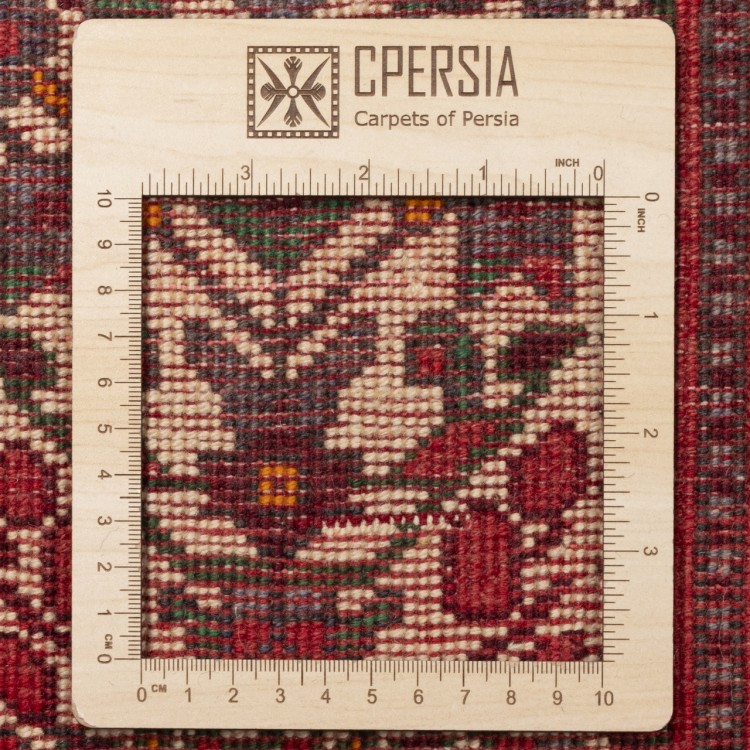 CPERSIA
Carpets of Persia
3 2 1 INCH 0
10 0
INCH
9
8
7 1
6
5 2
4
3 3
2
1
CM 0
0 CM 1 2 3 4 5 6 7 8 9 10